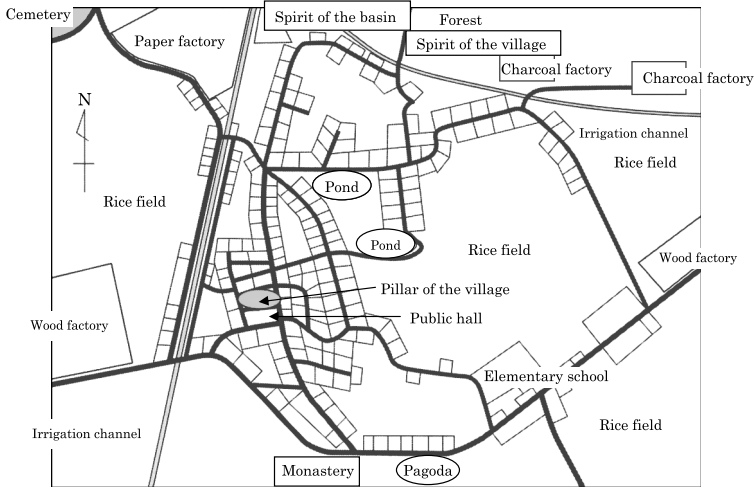 Cemetery
Spirit of the basin
Forest
Paper factory
Spirit of the village
Charcoal factory
Charcoal factory
N
Irrigation channel
Rice field
Pond
Rice field
Pond
Rice field
Wood factory
Pillar of the village
Public hall
Wood factory
Elementary school
Irrigation channel
Rice field
Monastery
Pagoda